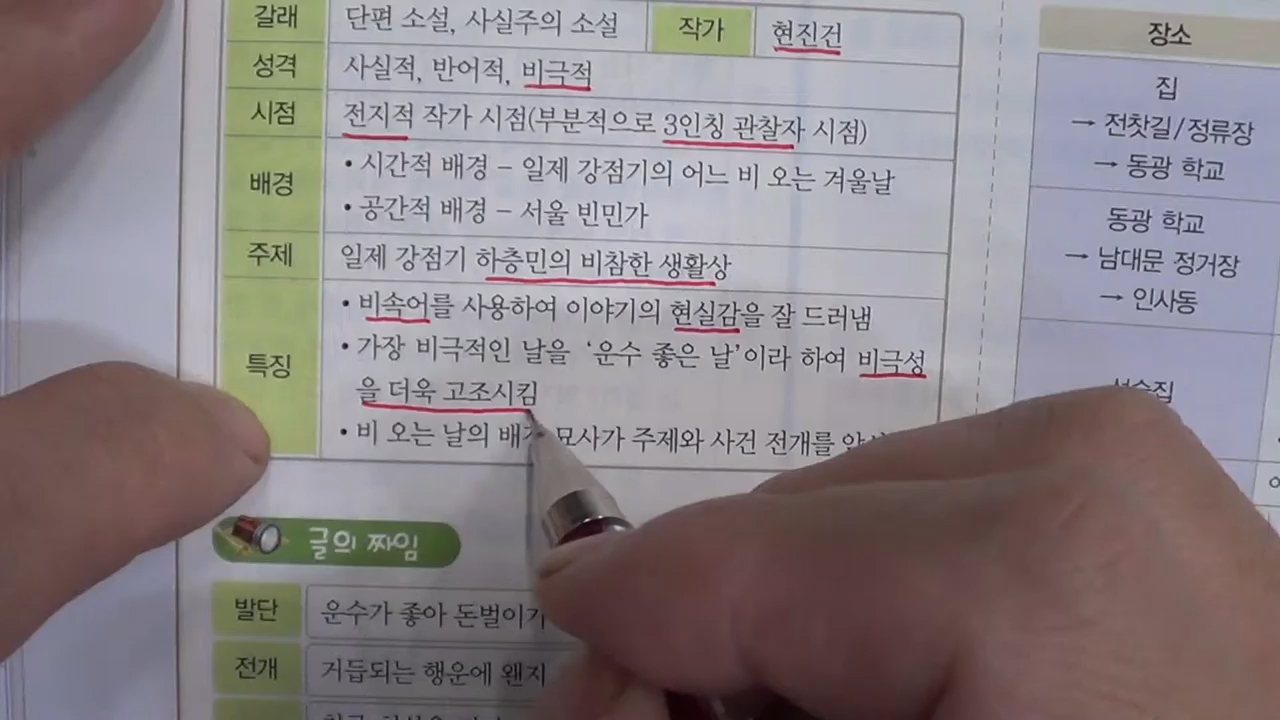 갈래 단편 소설, 사실주의 소설 작가 현진건
성격 사실적, 반어적, 비극적
시점 전지적 작가 시점(부분적으로 3인칭 관찰자 시점)
배경 • 시간적 배경 – 일제 강점기의 어느 비 오는 겨울날
• 공간적 배경 – 서울 빈민가
주제 일제 강점기 하층민의 비참한 생활상
특징 • 비속어를 사용하여 이야기의 현실감을 잘 드러냄
• 가장 비극적인 날을 ‘운수 좋은 날’이라 하여 비극성
을 더욱 고조시킴
• 비 오는 날의 묘사가 주제와 사건 전개를
글의 짜임
발단 운수가 좋아 돈벌이가
전개 거듭되는 행운에 왠지
장소
집
→ 전찻길/정류장
→ 동광 학교
동광 학교
→ 남대문 정거장
→ 인사동